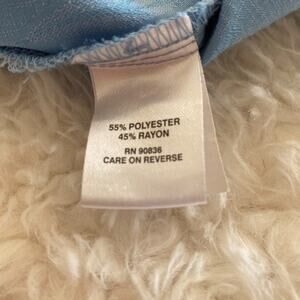 55% POLYESTER
45% RAYON
RN 90836
CARE ON REVERSE